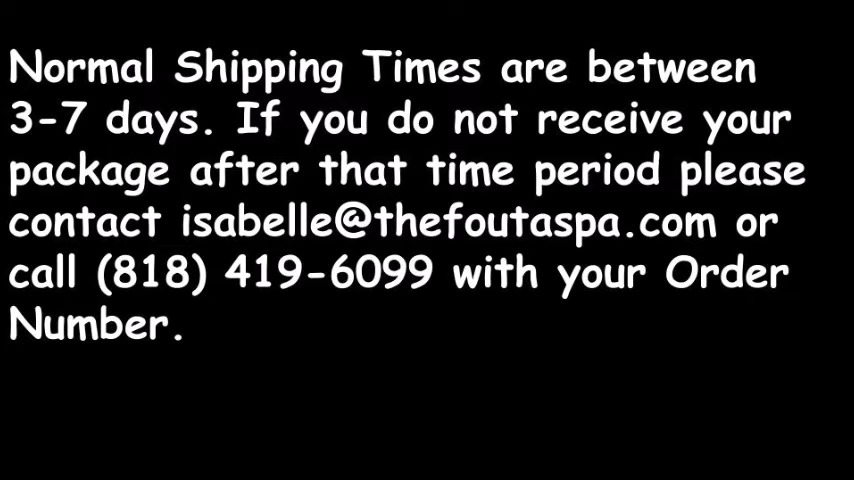 Normal Shipping Times are between
3-7 days. If you do not receive your
package after that time period please
contact isabelle@thefoutaspa.com or
call (818) 419-6099 with your Order
Number.